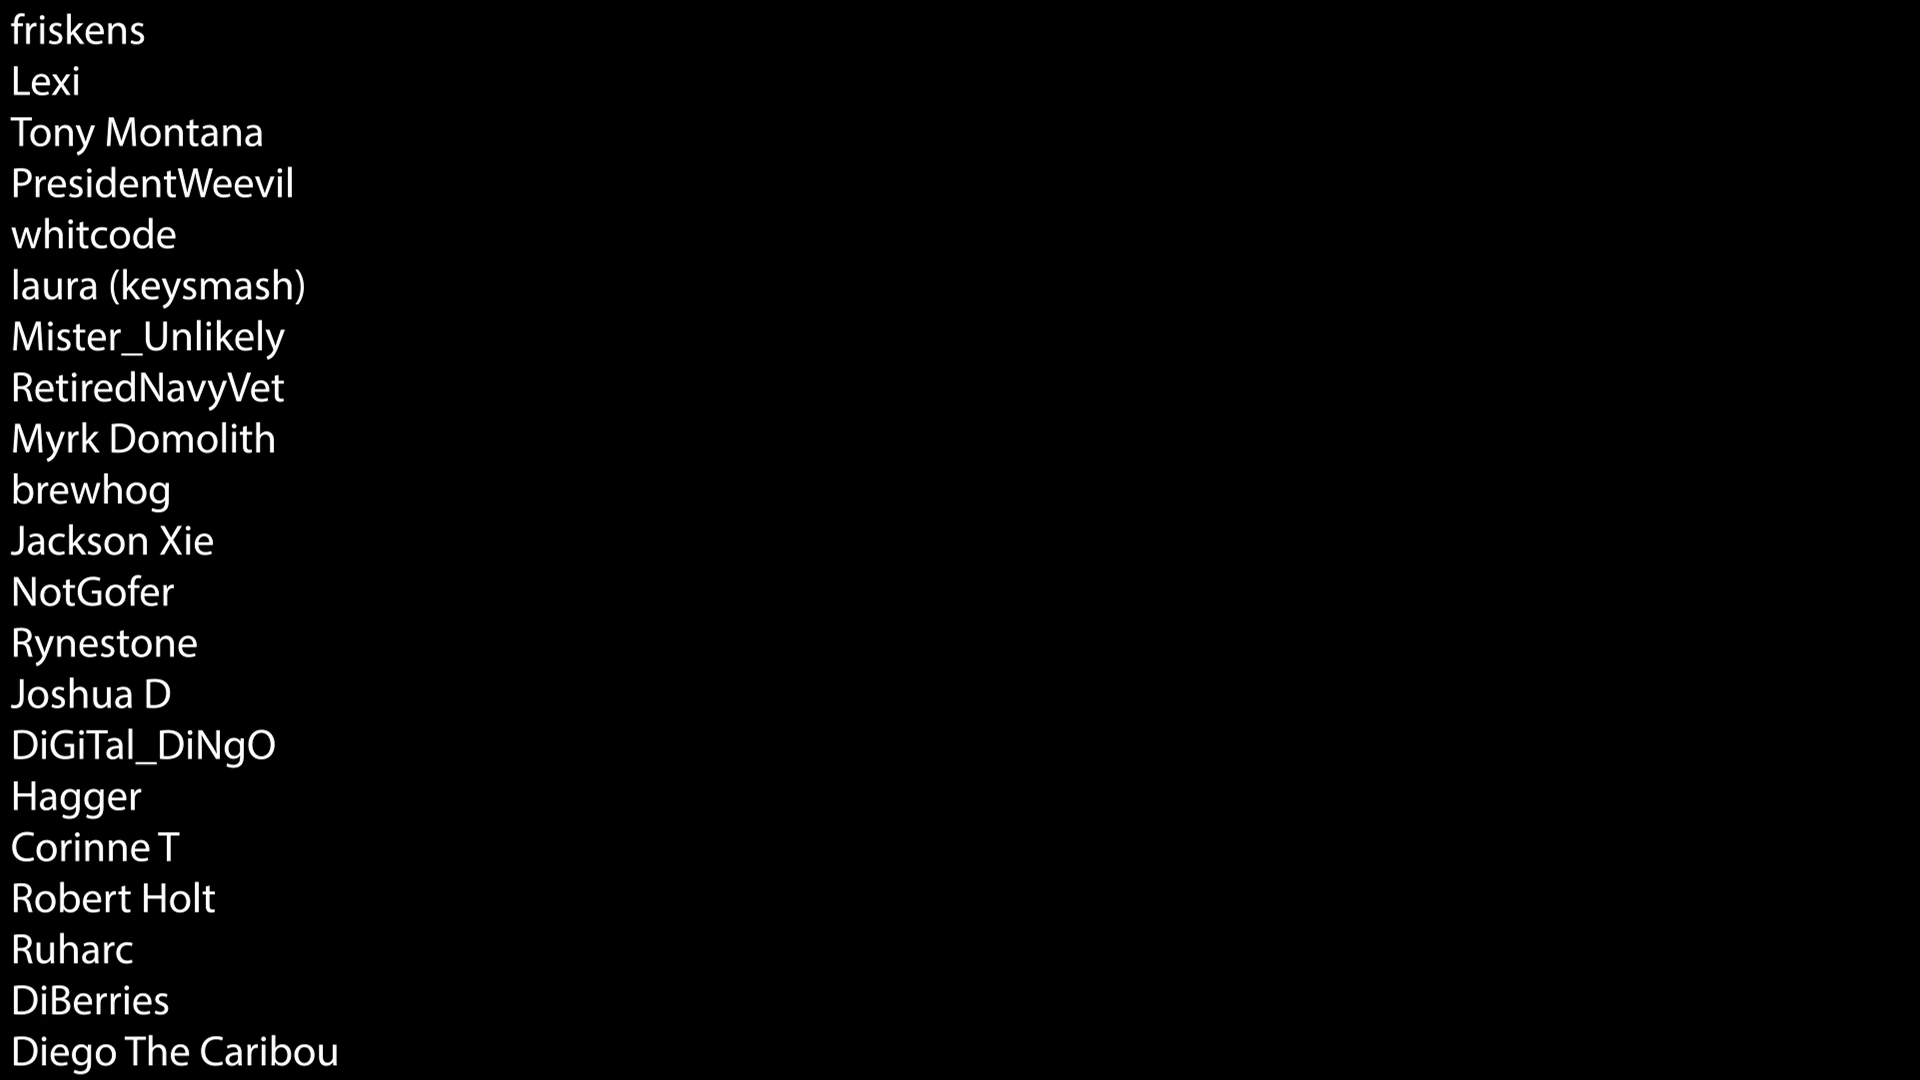 friskens
Lexi
Tony Montana
PresidentWeevil
whitcode
laura (keysmash)
Mister_Unlikely
RetiredNavyVet
Myrk Domolith
brewhog
Jackson Xie
NotGofer
Rynestone
Joshua D
DiGiTal_DiNgO
Hagger
Corinne T
Robert Holt
Ruharc
DiBerries
Diego The Caribou